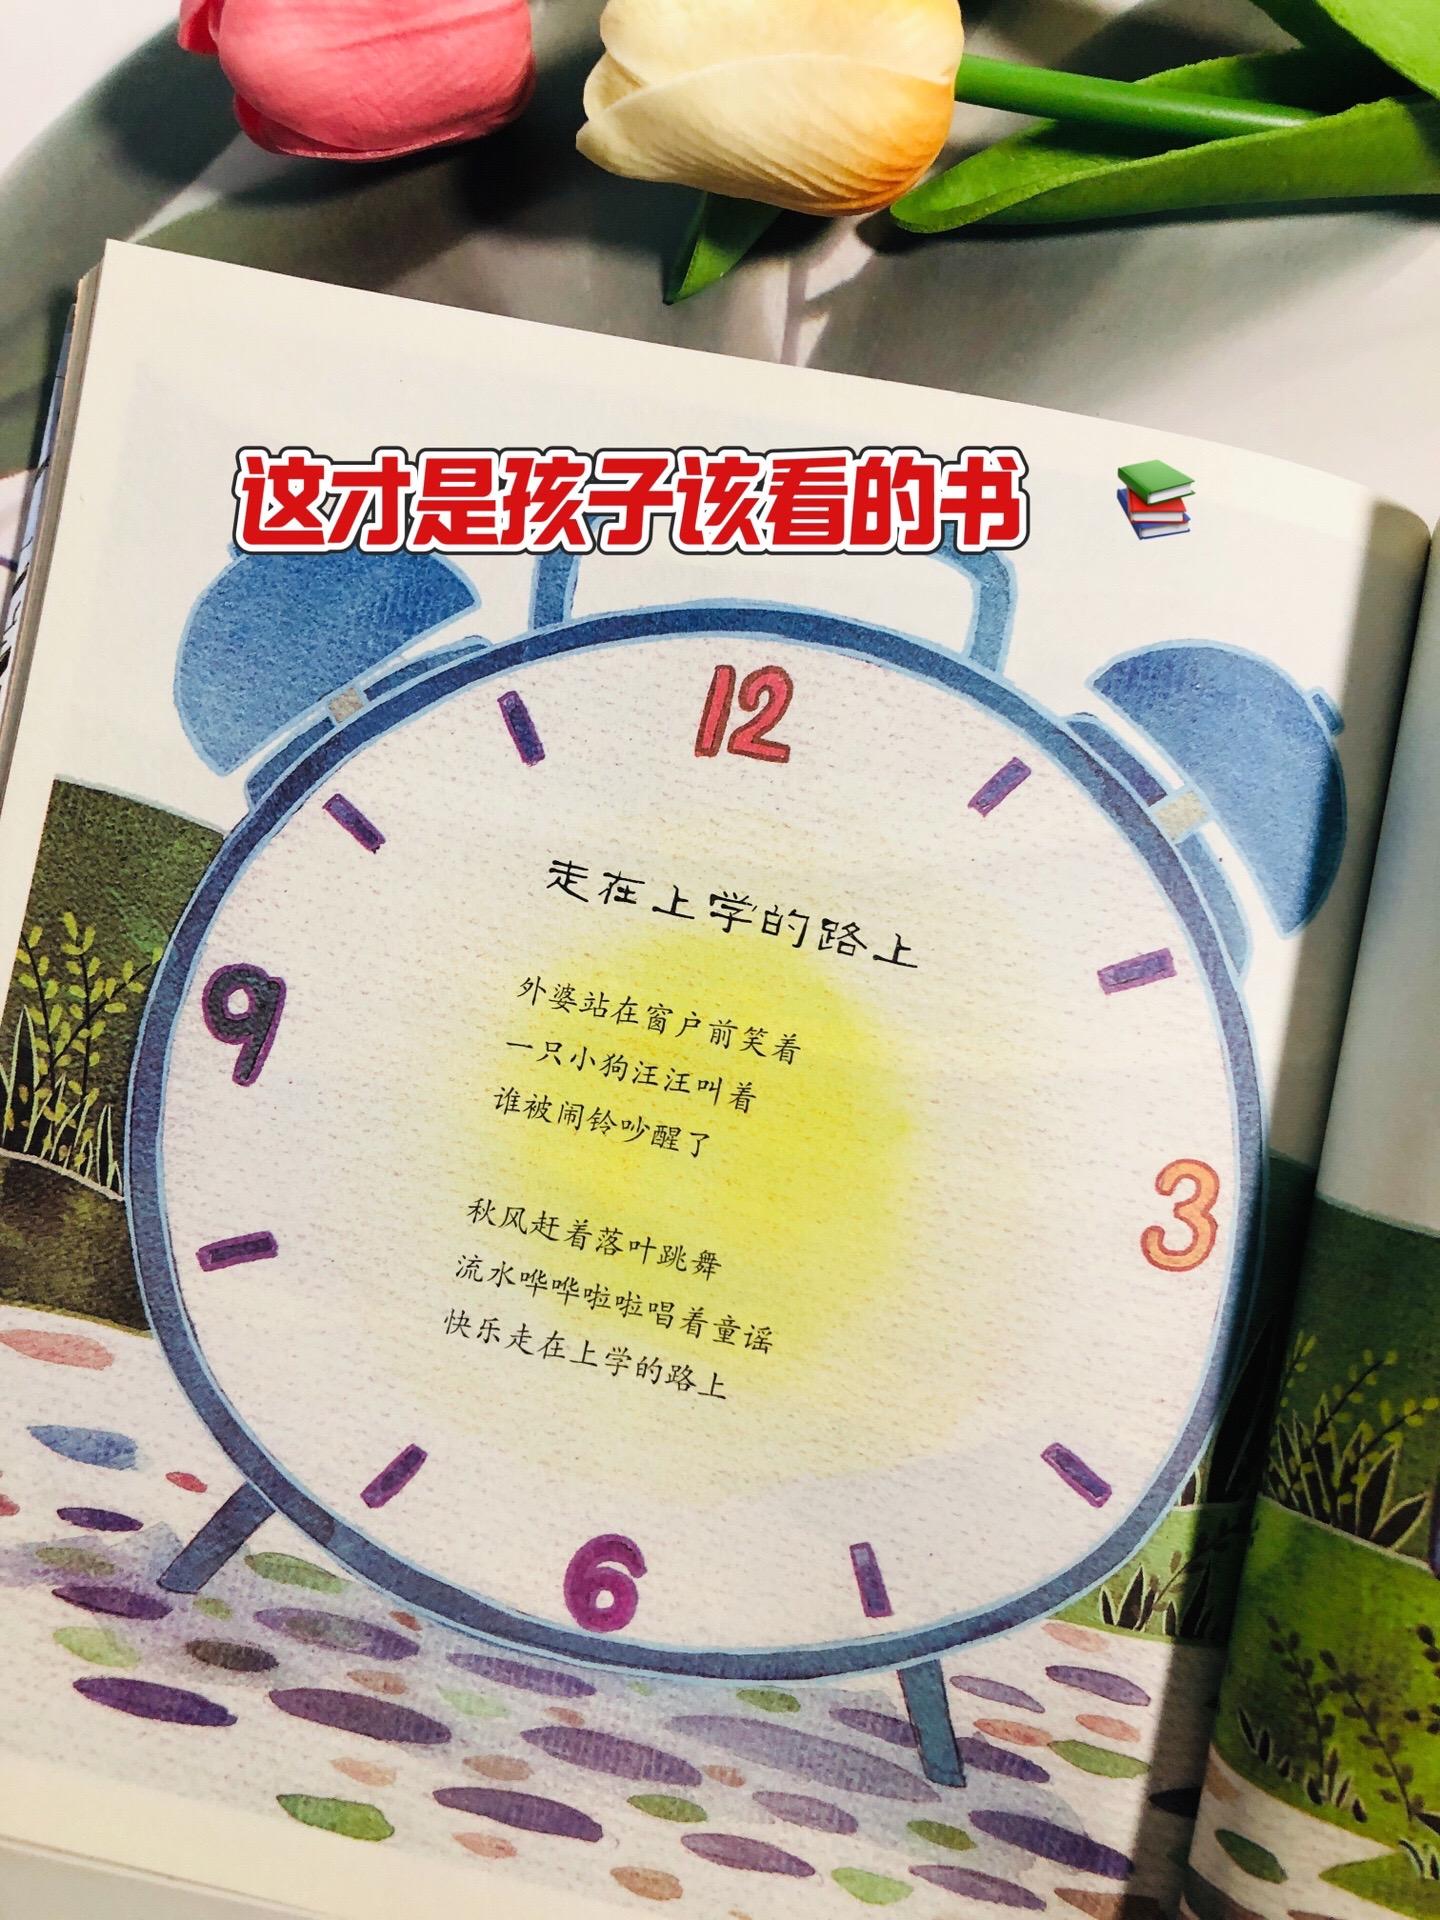 这才是孩子该看的书
12
走在上学的路上
外婆站在窗户前笑着
一只小狗汪汪叫着
谁被闹铃吵醒了
9
秋风赶着落叶跳舞
3
流水哗哗啦啦唱着童谣
快乐走在上学的路上
6